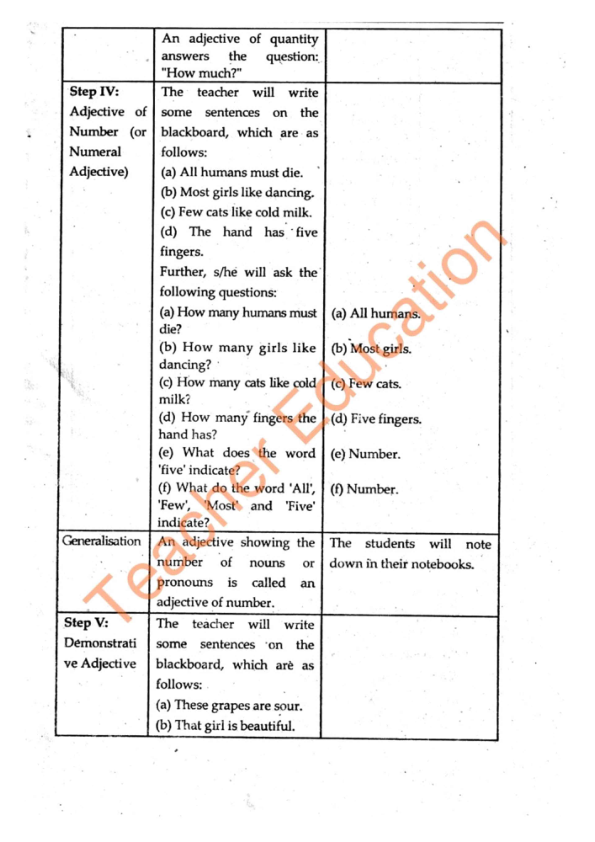 An adjective of quantity
answers the question:
"How much?"
Step IV:
Adjective of
Number (or
Numeral
Adjective)
The teacher will write
some sentences on the
blackboard, which are as
follows:
(a) All humans must die.
(b) Most girls like dancing.
(c) Few cats like cold milk.
(d) The hand has five
fingers.
Further, s/he will ask the
following questions:
(a) How many humans must
die?
(a) All humans.
(b) How many girls like
dancing?
(b) Most girls.
(c) How many cats like cold
milk?
(c) Few cats.
(d) How many fingers the
hand has?
(d) Five fingers.
(e) What does the word
'five' indicate?
(e) Number.
(f) What do the word 'All',
'Few', 'Most' and 'Five'
indicate?
(f) Number.
Generalisation
An adjective showing the
number of nouns or
pronouns is called an
adjective of number.
The students will note
down in their notebooks.
Step V:
Demonstrati
ve Adjective
The teacher will write
some sentences on the
blackboard, which are as
follows:
(a) These grapes are sour.
(b) That girl is beautiful.
Teacher Education